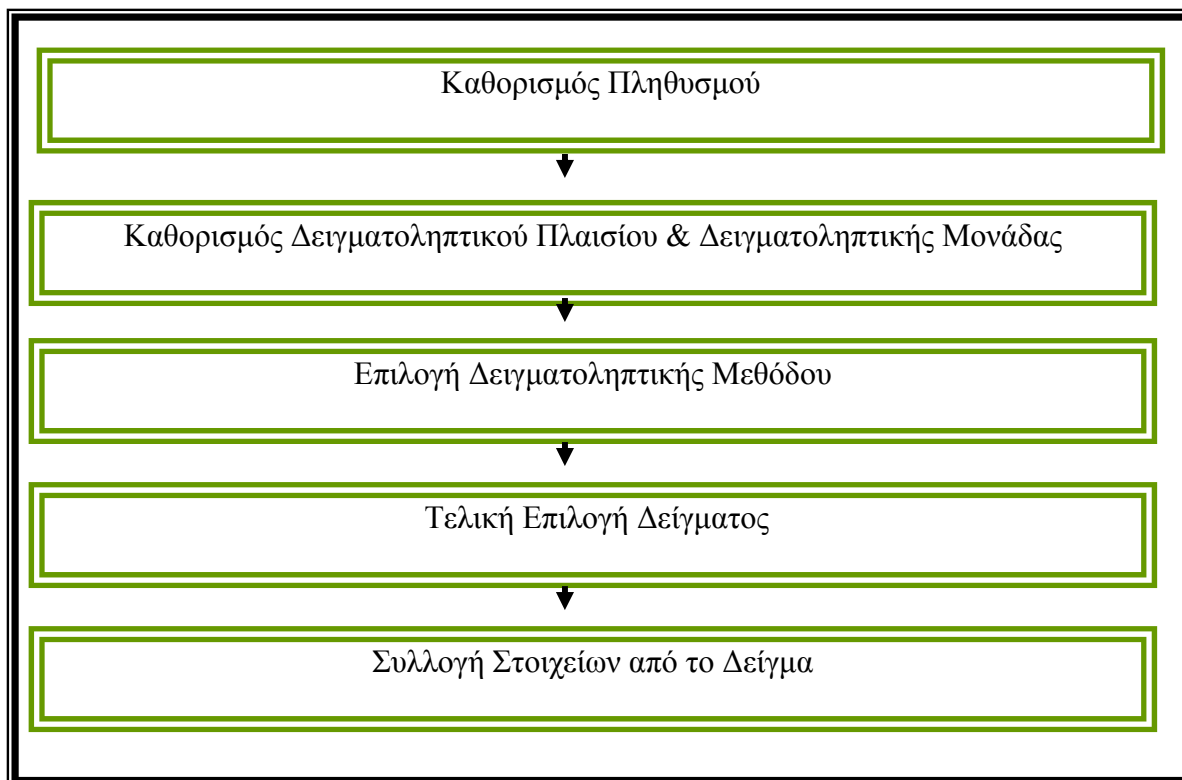 Καθορισμός Πληθυσμού
Καθορισμός Δειγματοληπτικού Πλαισίου & Δειγματοληπτικής Μονάδας
Επιλογή Δειγματοληπτικής Μεθόδου
Τελική Επιλογή Δείγματος
Συλλογή Στοιχείων από το Δείγμα